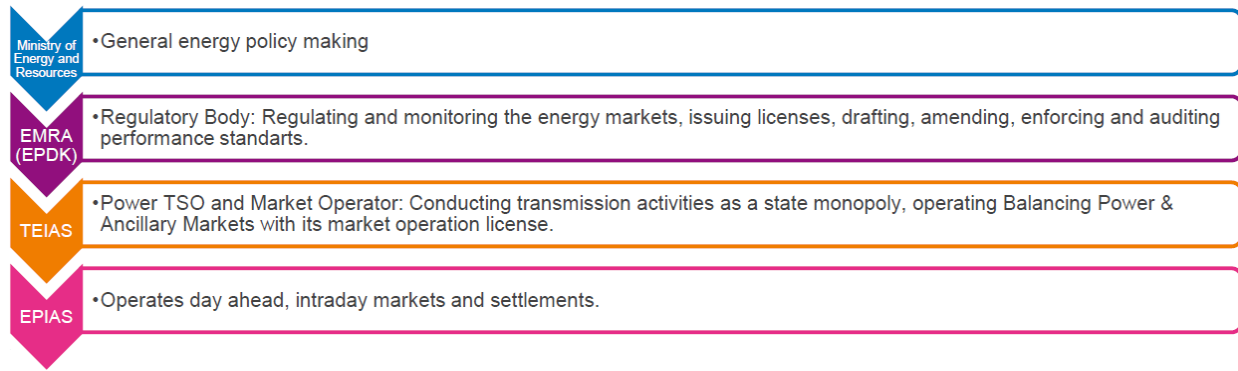 Ministry of
Energy and
Resources
•General energy policy making
EMRA
(EPDK)
•Regulatory Body: Regulating and monitoring the energy markets, issuing licenses, drafting, amending, enforcing and auditing
performance standarts.
TEIAS
•Power TSO and Market Operator: Conducting transmission activities as a state monopoly, operating Balancing Power &
Ancillary Markets with its market operation license.
EPIAS
•Operates day ahead, intraday markets and settlements.